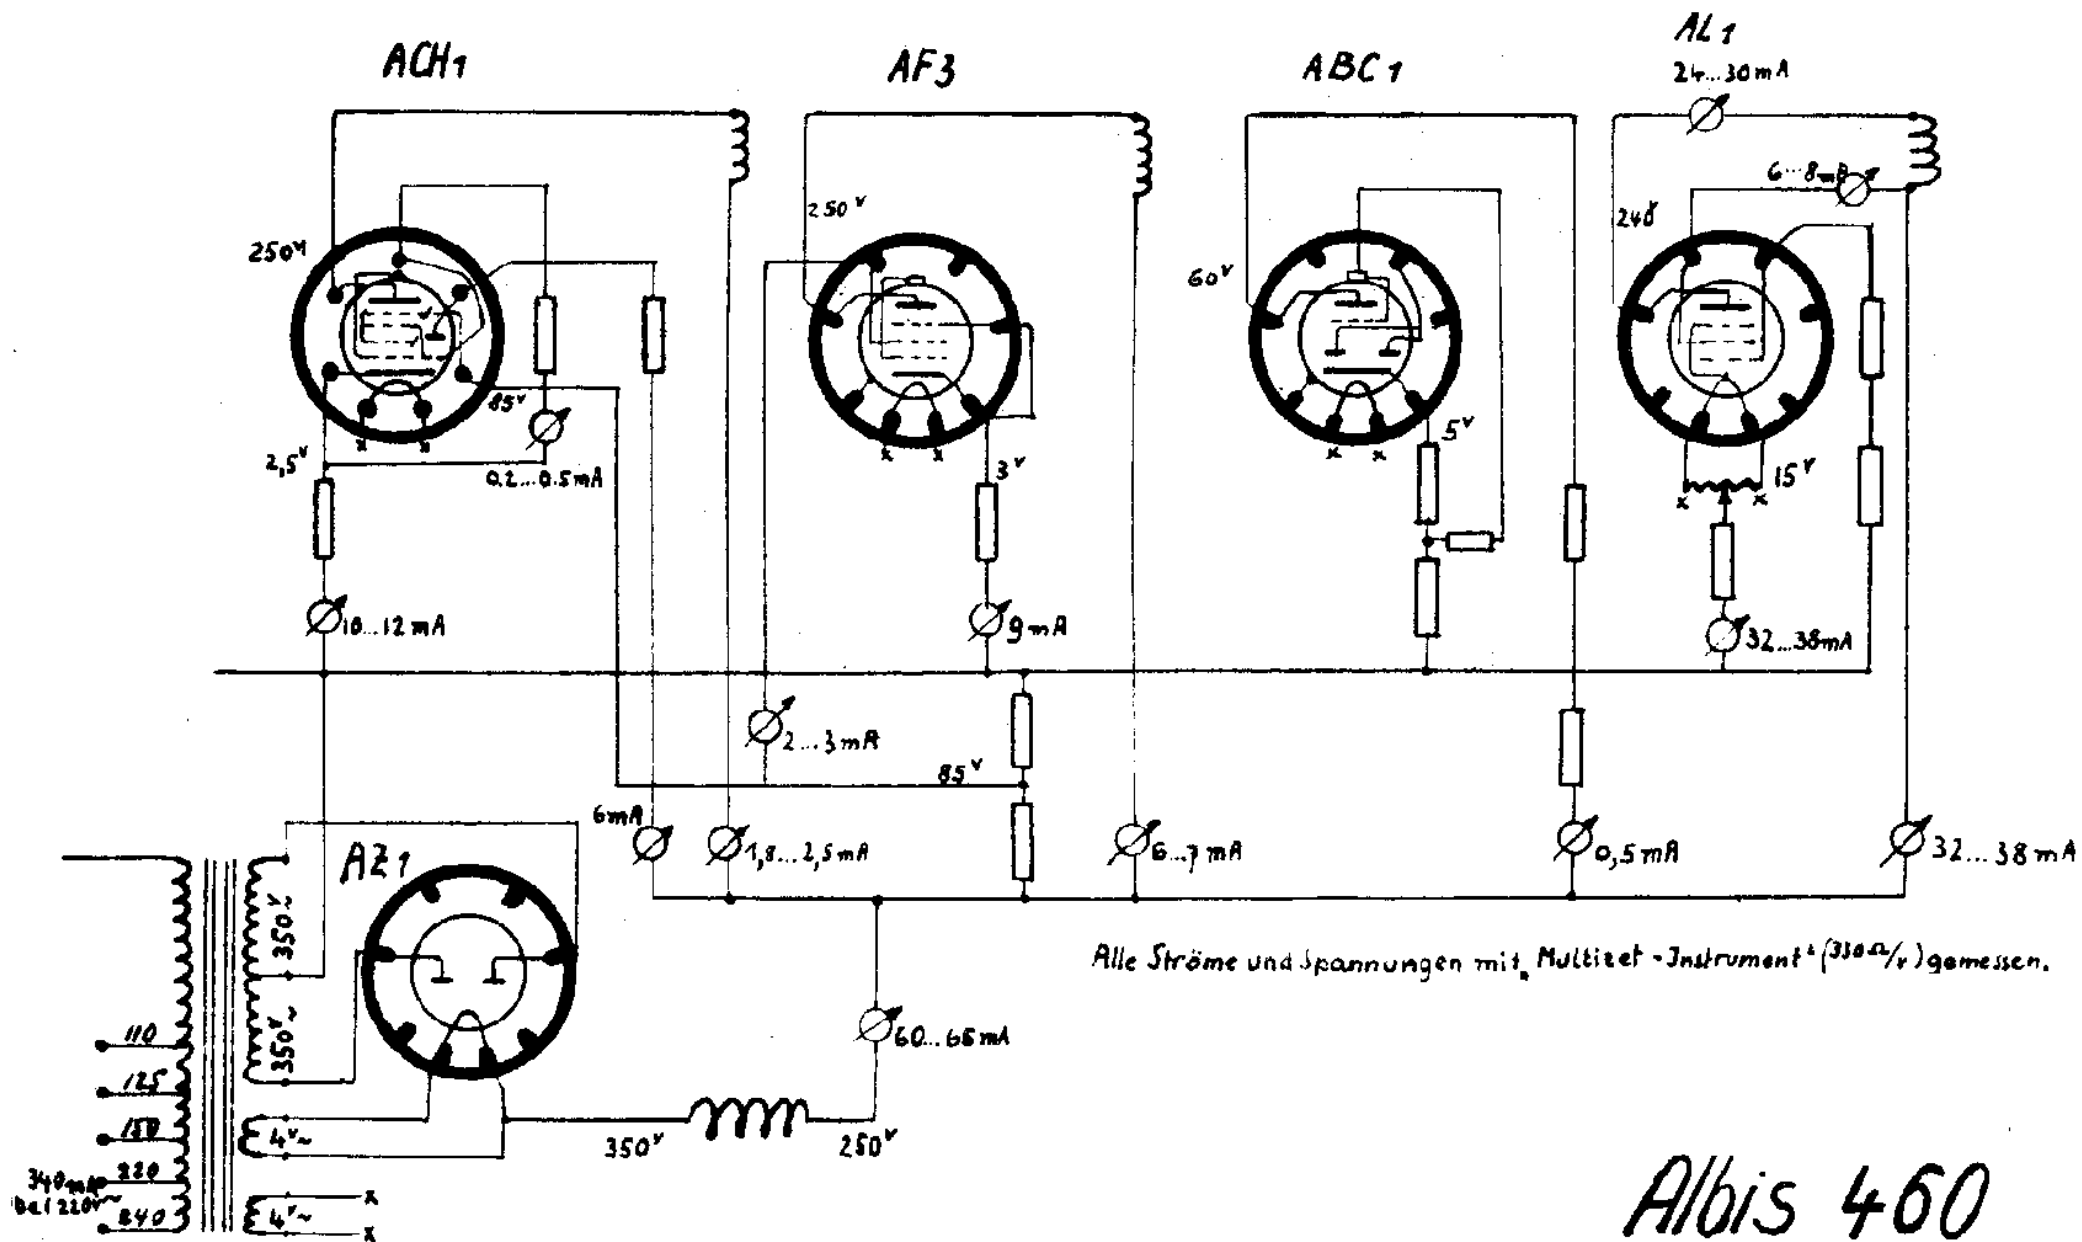 ACH1
AF3
ABC1
AL1
24...30mA
6...8mA
250V
250V
60V
240V
85V
2,5V
0.2...0.5mA
3V
5V
15V
10...12mA
9mA
32...38mA
2...3mA
85V
6mA
1,8...2,5mA
6...7mA
0,5mA
32...38mA
AZ1
350V~
350V~
Alle Ströme und Spannungen mit „Multizet-Instrument“ (330Ω/V) gemessen.
60...65mA
110
125
150
220
340mA
bei 220V~
240
4V~
4V~
x
x
350V
250V
Albis 460